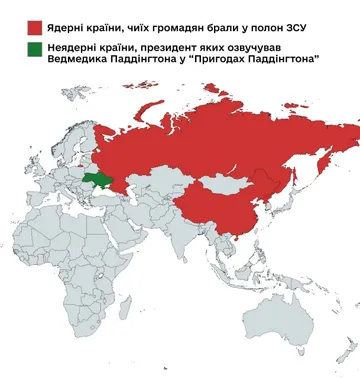 Ядерні країни, чиїх громадян брали у полон ЗСУ
Неядерні країни, президент яких озвучував
Ведмедика Паддінгтона у “Пригодах Паддінгтона”